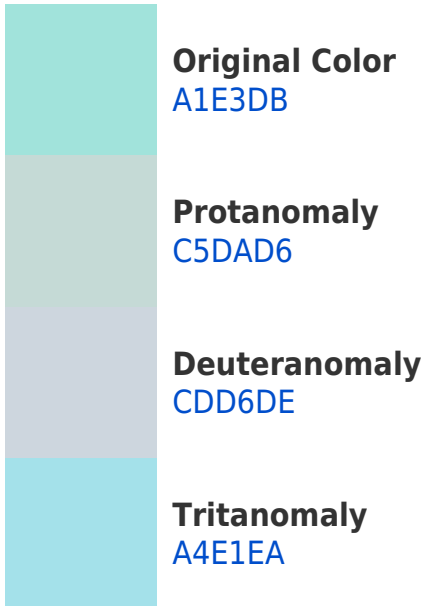 Original Color
A1E3DB
Protanomaly
C5DAD6
Deuteranomaly
CDD6DE
Tritanomaly
A4E1EA